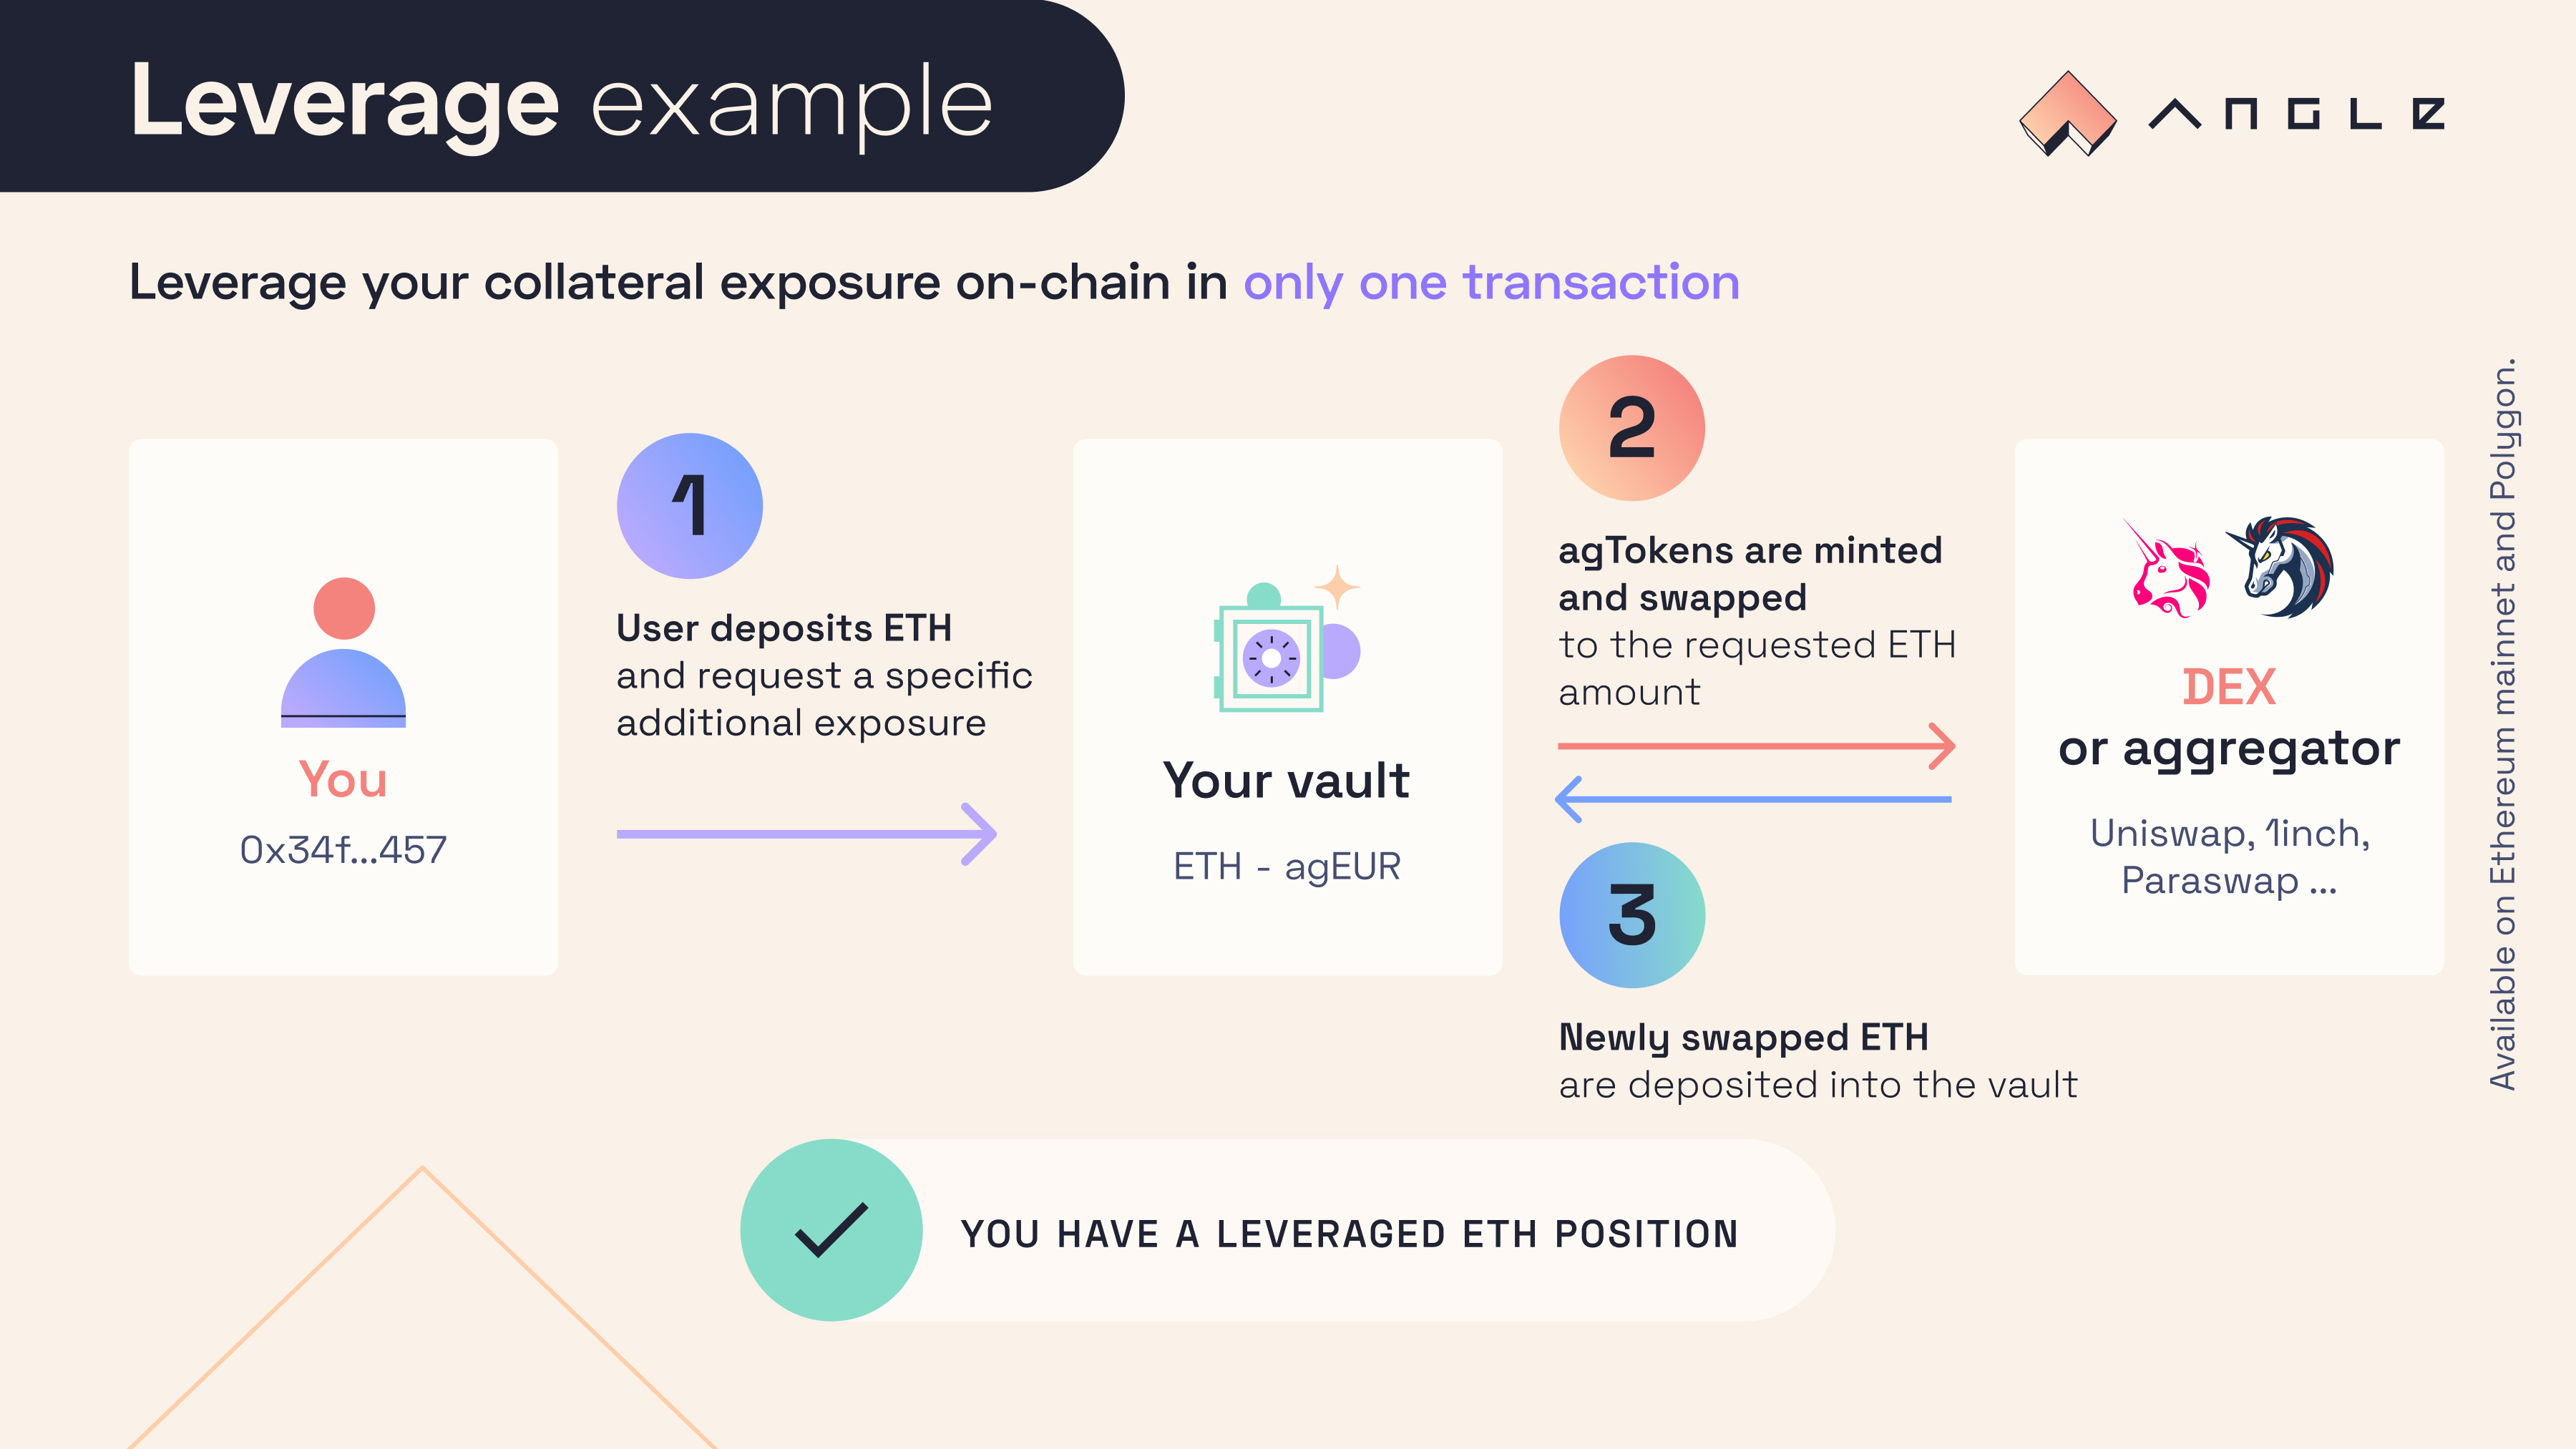 Leverage example
ANGLE
Leverage your collateral exposure on-chain in only one transaction
You
0x34f...457
1
User deposits ETH
and request a specific
additional exposure
Your vault
ETH - agEUR
2
agTokens are minted
and swapped
to the requested ETH
amount
3
Newly swapped ETH
are deposited into the vault
DEX
or aggregator
Uniswap, 1inch,
Paraswap ...
Available on Ethereum mainnet and Polygon.
YOU HAVE A LEVERAGED ETH POSITION